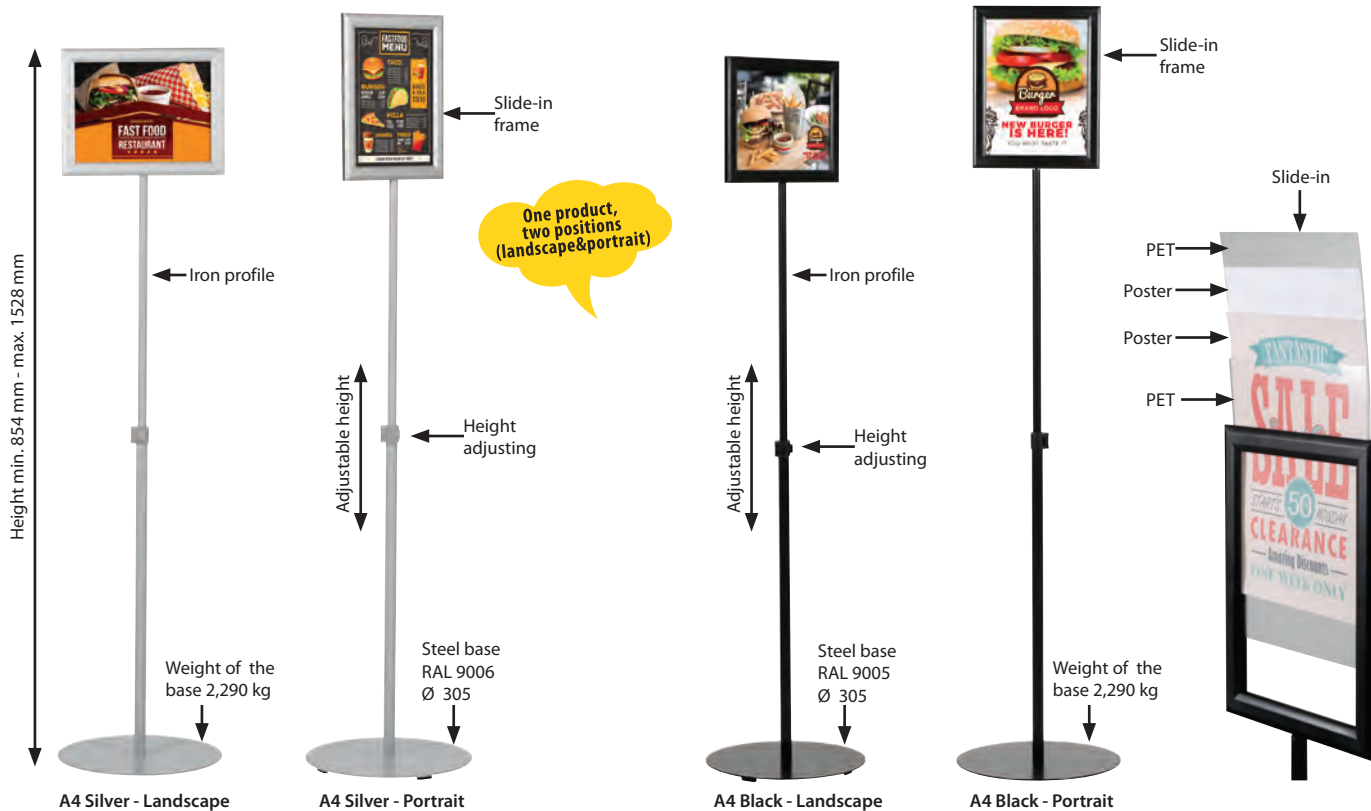 Height min. 854 mm - max. 1528 mm
FAST FOOD
RESTAURANT
Iron profile
Weight of the
base 2,290 kg
A4 Silver - Landscape
FASTFOOD
MENU
TACO
BURGER
PIZZA
Slide-in
frame
Adjustable height
Height
adjusting
Steel base
RAL 9006
Ø 305
A4 Silver - Portrait
One product,
two positions
(landscape&portrait)
Iron profile
Adjustable height
Height
adjusting
Steel base
RAL 9005
Ø 305
A4 Black - Landscape
Burger
BRAND LOGO
NEW BURGER
IS HERE!
YOU MUST TASTE IT
Slide-in
frame
Weight of the
base 2,290 kg
A4 Black - Portrait
Slide-in
PET
Poster
Poster
PET
FANTASTIC
SALE
SALE
STARTS 50 MONDAY
CLEARANCE
Amazing Discounts
ONE WEEK ONLY